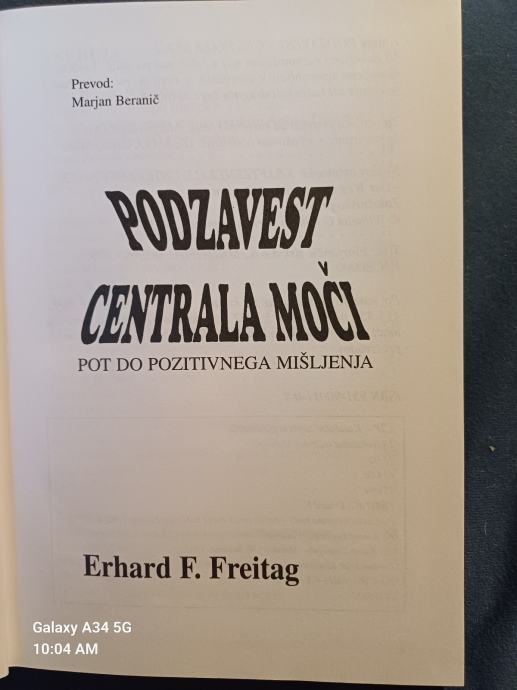 Prevod:
Marjan Beranič
PODZAVEST
CENTRALA MOČI
POT DO POZITIVNEGA MIŠLJENJA
Erhard F. Freitag
Galaxy A34 5G
10:04 AM